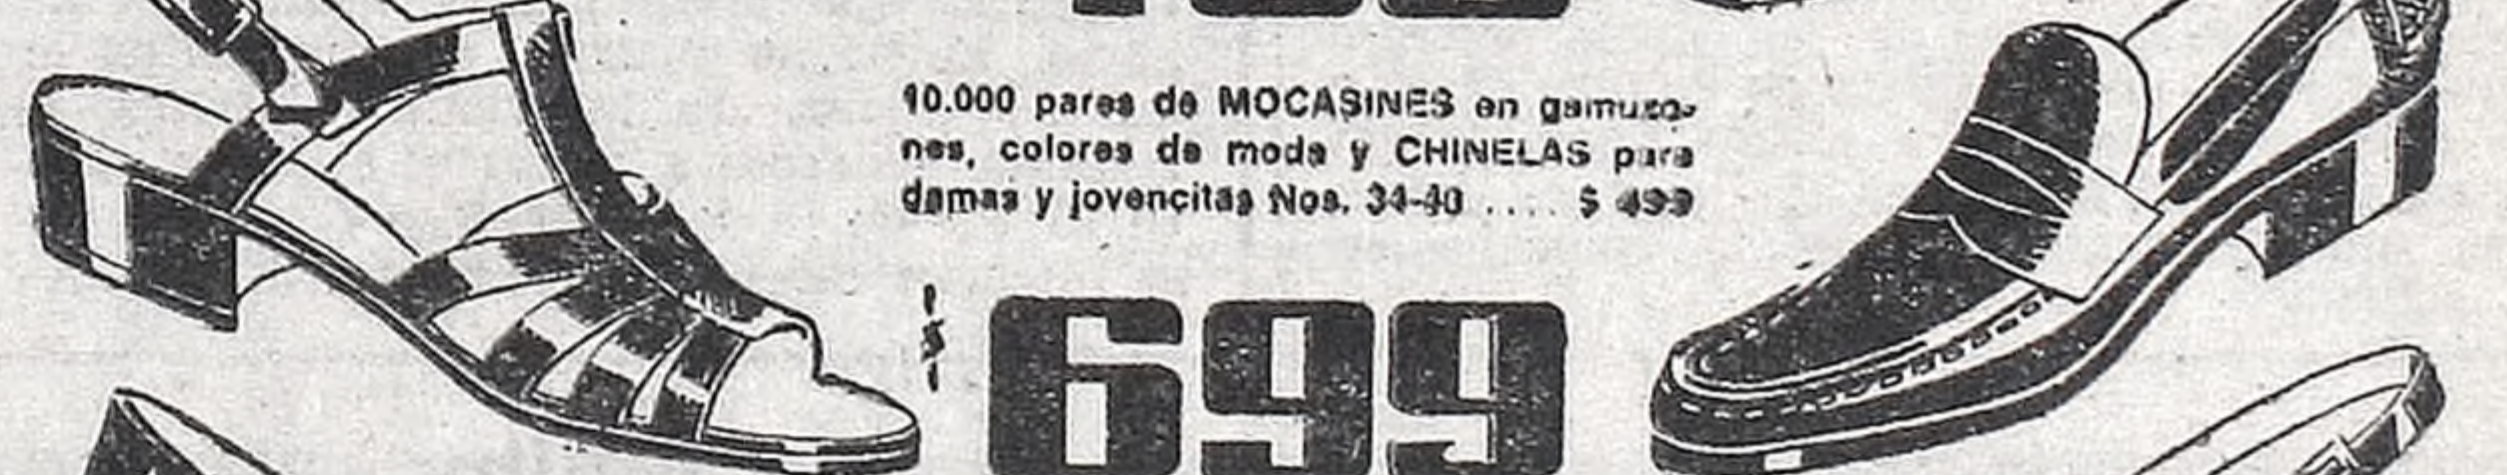 10.000 pares de MOCASINES en gamuzo-
nes, colores de moda y CHINELAS para
damas y jovencitas Nos. 34-40 .... $ 499
$ 699